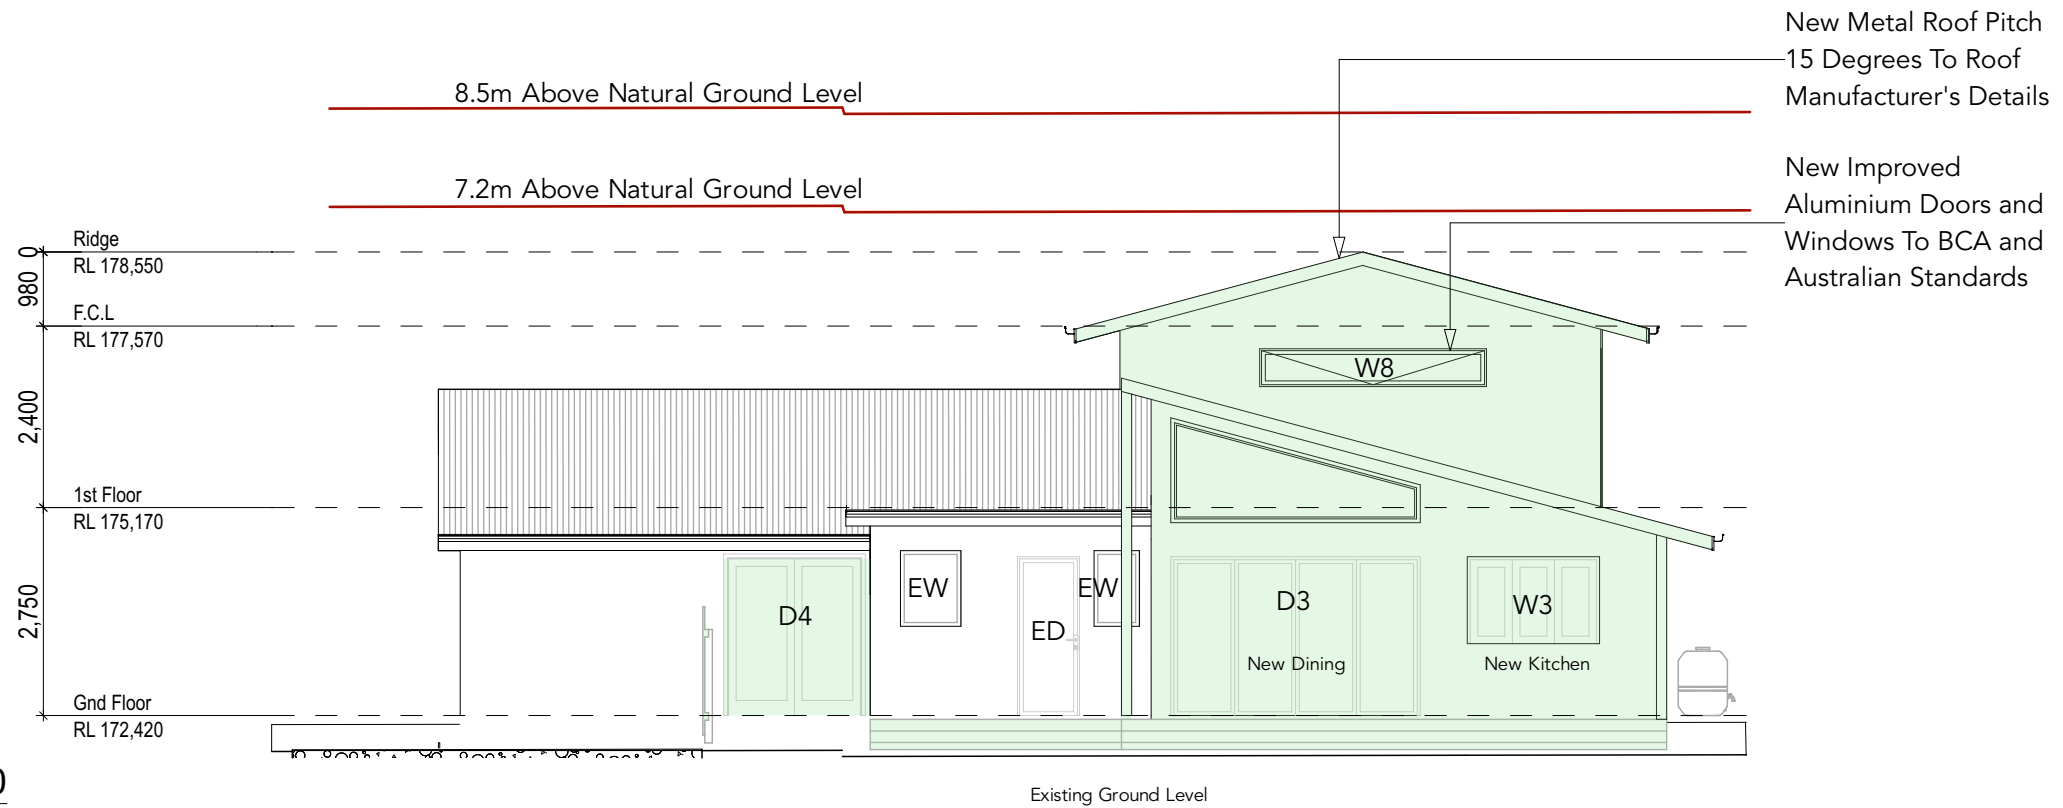 New Metal Roof Pitch
15 Degrees To Roof
Manufacturer's Details
8.5m Above Natural Ground Level
New Improved
Aluminium Doors and
Windows To BCA and
Australian Standards
7.2m Above Natural Ground Level
0
Ridge
RL 178,550
980
F.C.L
RL 177,570
W8
2,400
1st Floor
RL 175,170
2,750
EW
EW
D4
ED
D3
W3
New Dining
New Kitchen
Gnd Floor
RL 172,420
Existing Ground Level